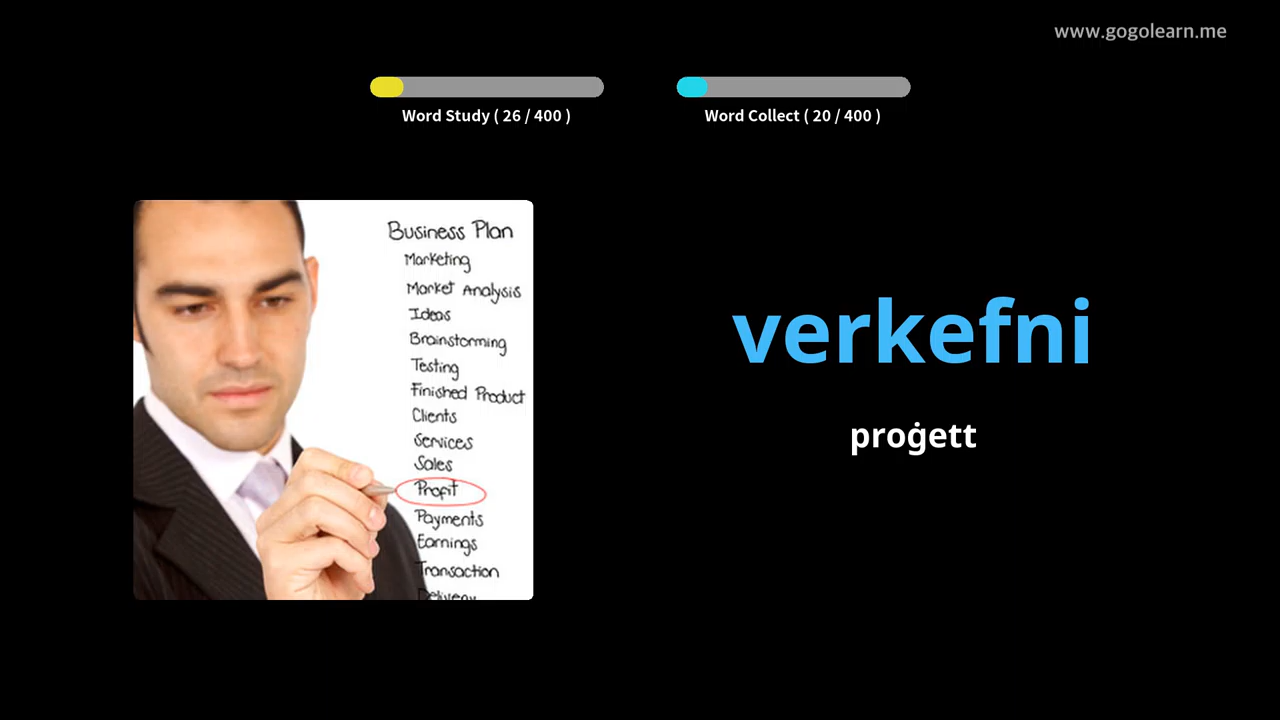 www.gogolearn.me
Word Study ( 26 / 400 )
Word Collect ( 20 / 400 )
Business Plan
Marketing
Market Analysis
Ideas
Brainstorming
Testing
Finished Product
Clients
Services
Sales
Profit
Payments
Earnings
Transaction
Delivery
verkefni
proġett